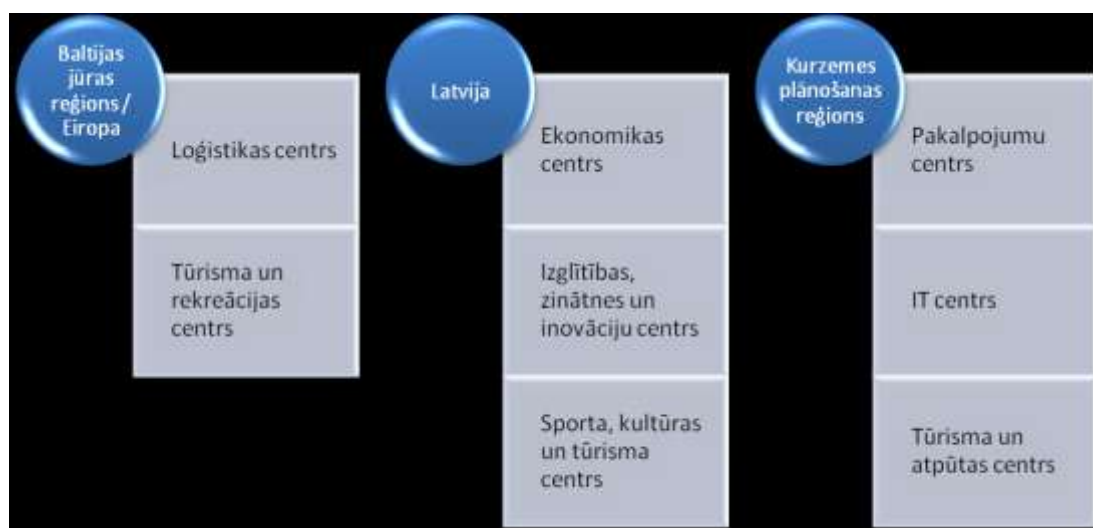 Baltijas
jūras
reģions /
Eiropa
Loģistikas centrs
Tūrisma un
rekreācijas
centrs
Latvija
Ekonomikas
centrs
Izglītības,
zinātnes un
inovāciju centrs
Sporta, kultūras
un tūrisma
centrs
Kurzemes
plānošanas
reģions
Pakalpojumu
centrs
IT centrs
Tūrisma un
atpūtas centrs